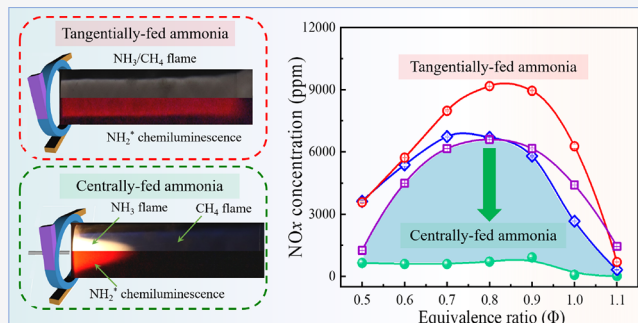 Tangentially-fed ammonia
NH₃/CH₄ flame
NH₂* chemiluminescence
Centrally-fed ammonia
NH₃ flame
CH₄ flame
NH₂* chemiluminescence
NOx concentration (ppm)
12000
9000
6000
3000
0
Tangentially-fed ammonia
Centrally-fed ammonia
0.5 0.6 0.7 0.8 0.9 1.0 1.1
Equivalence ratio (Φ)